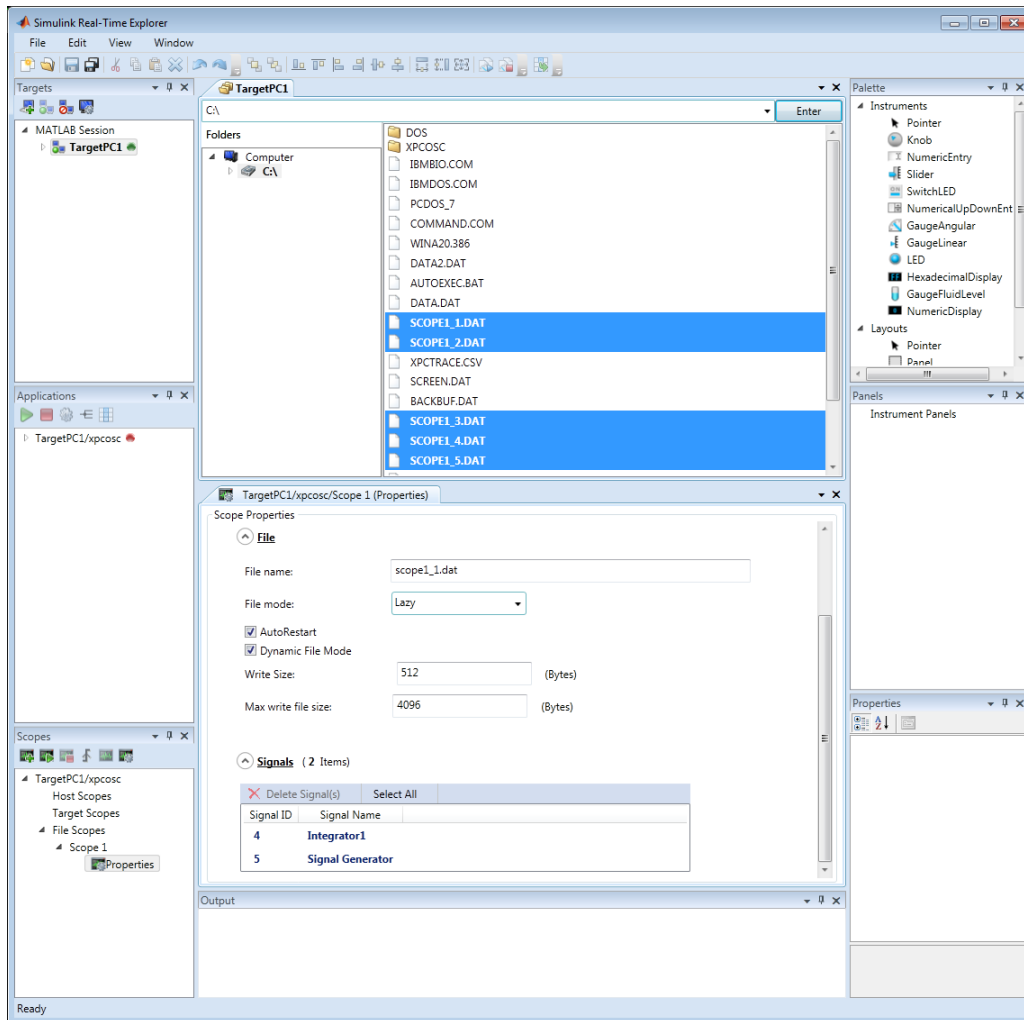 Simulink Real-Time Explorer
File Edit View Window
Targets
MATLAB Session
TargetPC1
TargetPC1
C:\
Enter
Folders
Computer
C:\
DOS
XPCOSC
IBMBIO.COM
IBMDOS.COM
PCDOS_7
COMMAND.COM
WINA20.386
DATA2.DAT
AUTOEXEC.BAT
DATA.DAT
SCOPE1_1.DAT
SCOPE1_2.DAT
XPCTRACE.CSV
SCREEN.DAT
BACKBUF.DAT
SCOPE1_3.DAT
SCOPE1_4.DAT
SCOPE1_5.DAT
Palette
Instruments
Pointer
Knob
NumericEntry
Slider
SwitchLED
NumericalUpDownEnt
GaugeAngular
GaugeLinear
LED
HexadecimalDisplay
GaugeFluidLevel
NumericDisplay
Layouts
Pointer
Panel
Applications
TargetPC1/xpcosc
Panels
Instrument Panels
TargetPC1/xpcosc/Scope 1 (Properties)
Scope Properties
File
File name: scope1_1.dat
File mode: Lazy
AutoRestart
Dynamic File Mode
Write Size: 512 (Bytes)
Max write file size: 4096 (Bytes)
Signals ( 2 Items)
Delete Signal(s) Select All
Signal ID Signal Name
4 Integrator1
5 Signal Generator
Properties
Scopes
TargetPC1/xpcosc
Host Scopes
Target Scopes
File Scopes
Scope 1
Properties
Output
Ready